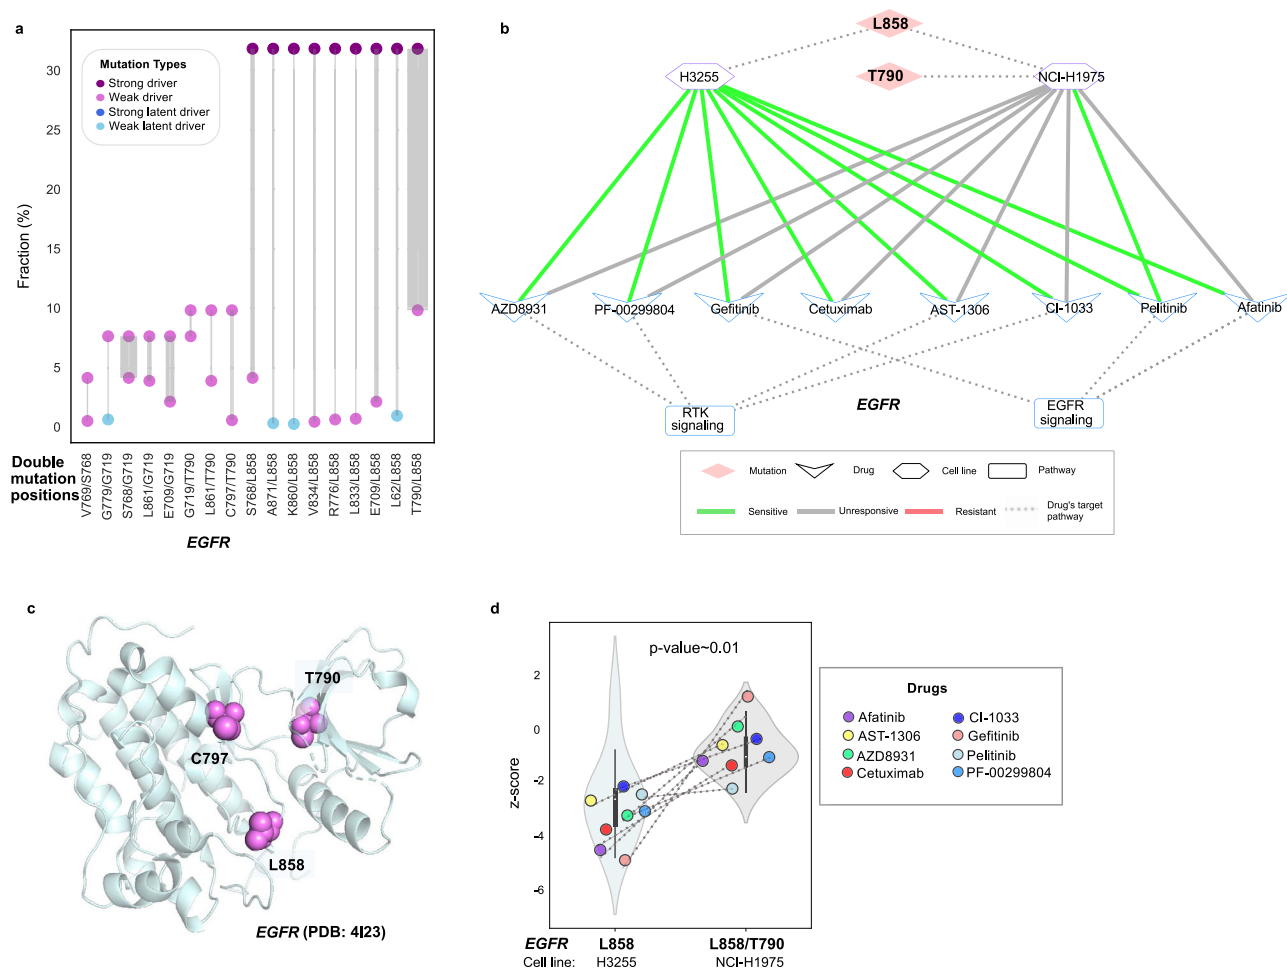 a
Fraction (%)
30
25
20
15
10
5
0
Mutation Types
Strong driver
Weak driver
Strong latent driver
Weak latent driver
Double
mutation
positions
V769/S768
G779/G719
S768/G719
L861/G719
E709/G719
G719/T790
L861/T790
C797/T790
S768/L858
A871/L858
K860/L858
V834/L858
R776/L858
L833/L858
E709/L858
L62/L858
T790/L858
EGFR
b
L858
T790
H3255
NCI-H1975
AZD8931
PF-00299804
Gefitinib
Cetuximab
AST-1306
CI-1033
Pelitinib
Afatinib
RTK
signaling
EGFR
EGFR
signaling
Mutation
Drug
Cell line
Pathway
Sensitive
Unresponsive
Resistant
Drug's target
pathway
c
T790
C797
L858
EGFR (PDB: 4I23)
d
p-value~0.01
z-score
2
0
-2
-4
-6
EGFR
L858
L858/T790
Cell line:
H3255
NCI-H1975
Drugs
Afatinib
AST-1306
AZD8931
Cetuximab
CI-1033
Gefitinib
Pelitinib
PF-00299804